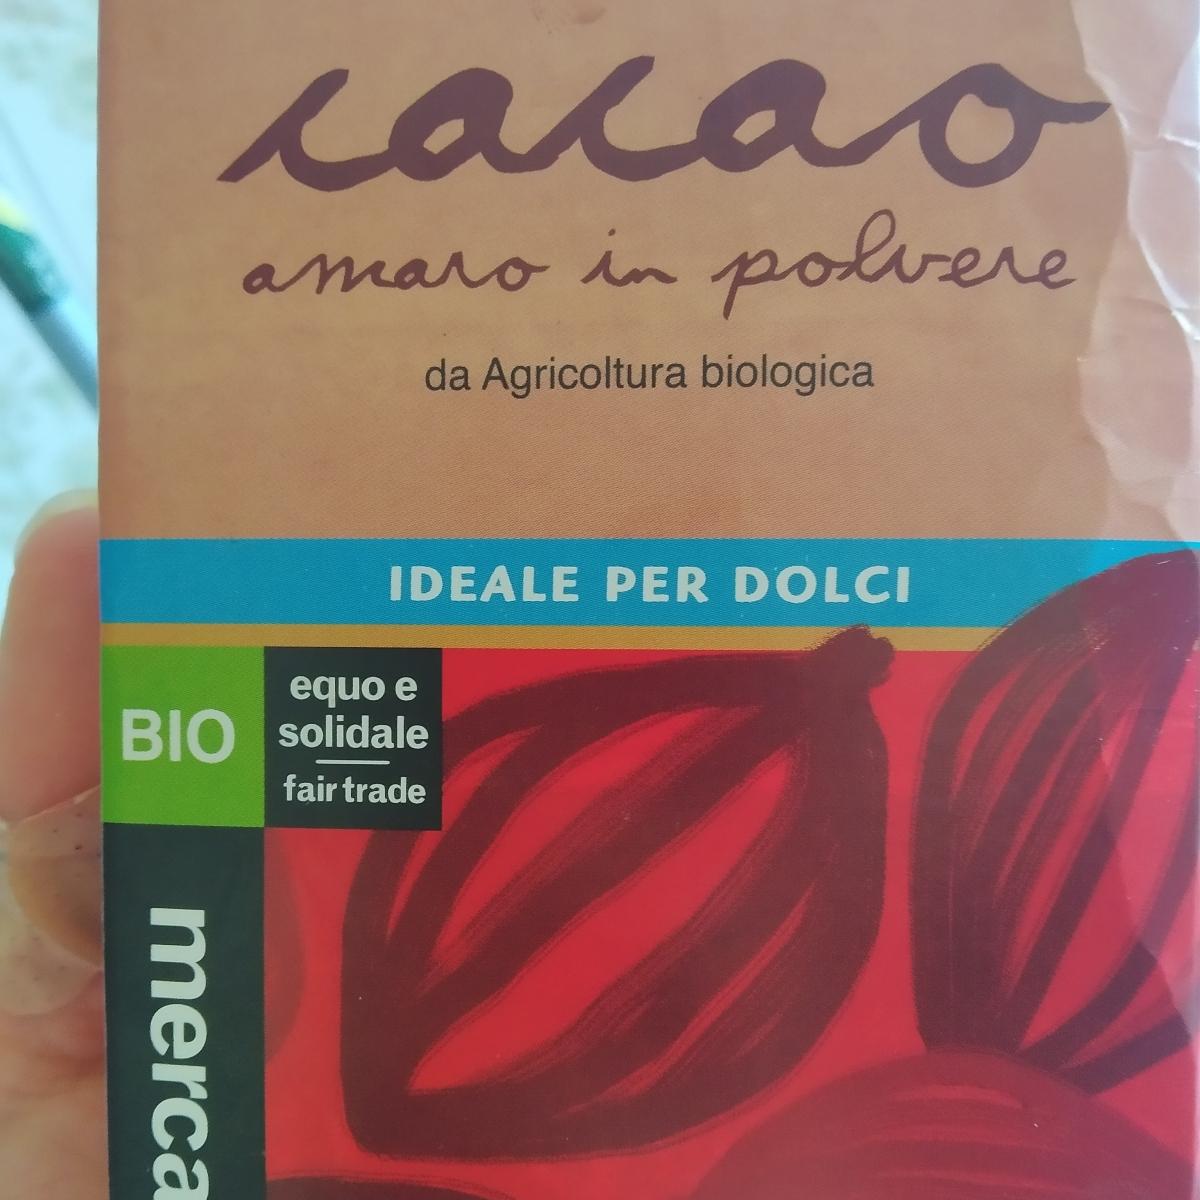 cacao
amaro in polvere
da Agricoltura biologica
IDEALE PER DOLCI
BIO
equo e
solidale
fair trade
merca